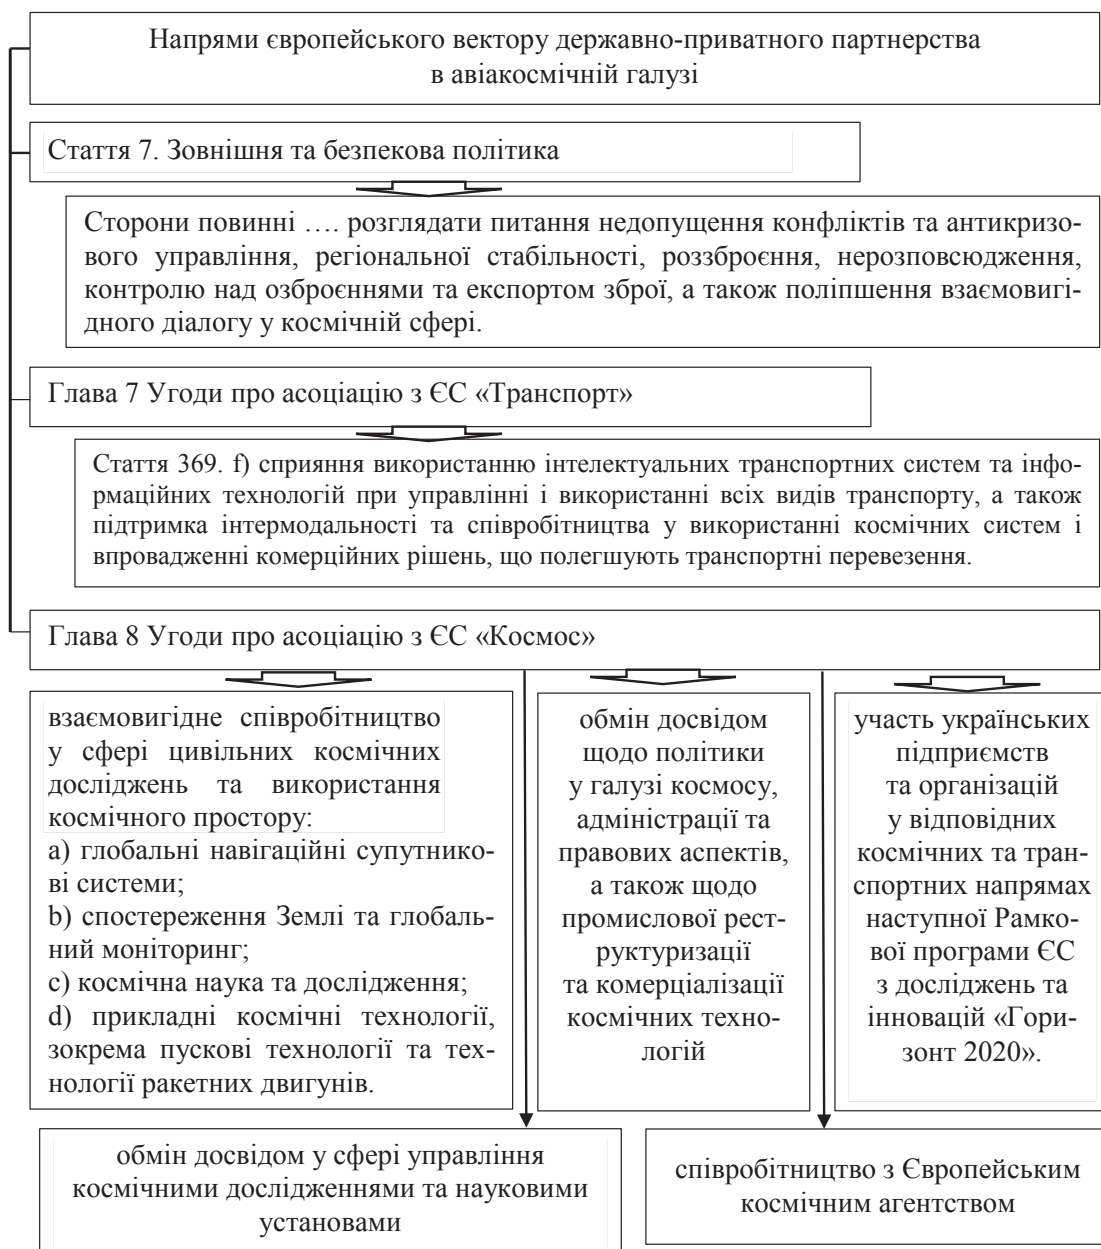 Напрями європейського вектору державно-приватного партнерства
в авіакосмічній галузі
Стаття 7. Зовнішня та безпекова політика
Сторони повинні …. розглядати питання недопущення конфліктів та антикризо-
вого управління, регіональної стабільності, роззброєння, нерозповсюдження,
контролю над озброєннями та експортом зброї, а також поліпшення взаємовигі-
дного діалогу у космічній сфері.
Глава 7 Угоди про асоціацію з ЄС «Транспорт»
Стаття 369. f) сприяння використанню інтелектуальних транспортних систем та інфо-
рмаційних технологій при управлінні і використанні всіх видів транспорту, а також
підтримка інтермодальності та співробітництва у використанні космічних систем і
впровадженні комерційних рішень, що полегшують транспортні перевезення.
Глава 8 Угоди про асоціацію з ЄС «Космос»
взаємовигідне співробітництво
у сфері цивільних космічних
досліджень та використання
космічного простору:
a) глобальні навігаційні супутнико-
ві системи;
b) спостереження Землі та глобаль-
ний моніторинг;
c) космічна наука та дослідження;
d) прикладні космічні технології,
зокрема пускові технології та тех-
нології ракетних двигунів.
обмін досвідом
щодо політики
у галузі космосу,
адміністрації та
правових аспектів,
а також щодо
промислової рест-
руктуризації
та комерціалізації
космічних техно-
логій
участь українських
підприємств
та організацій
у відповідних
космічних та тран-
спортних напрямах
наступної Рамко-
вої програми ЄС
з досліджень та
інновацій «Гори-
зонт 2020».
обмін досвідом у сфері управління
космічними дослідженнями та науковими
установами
співробітництво з Європейським
космічним агентством